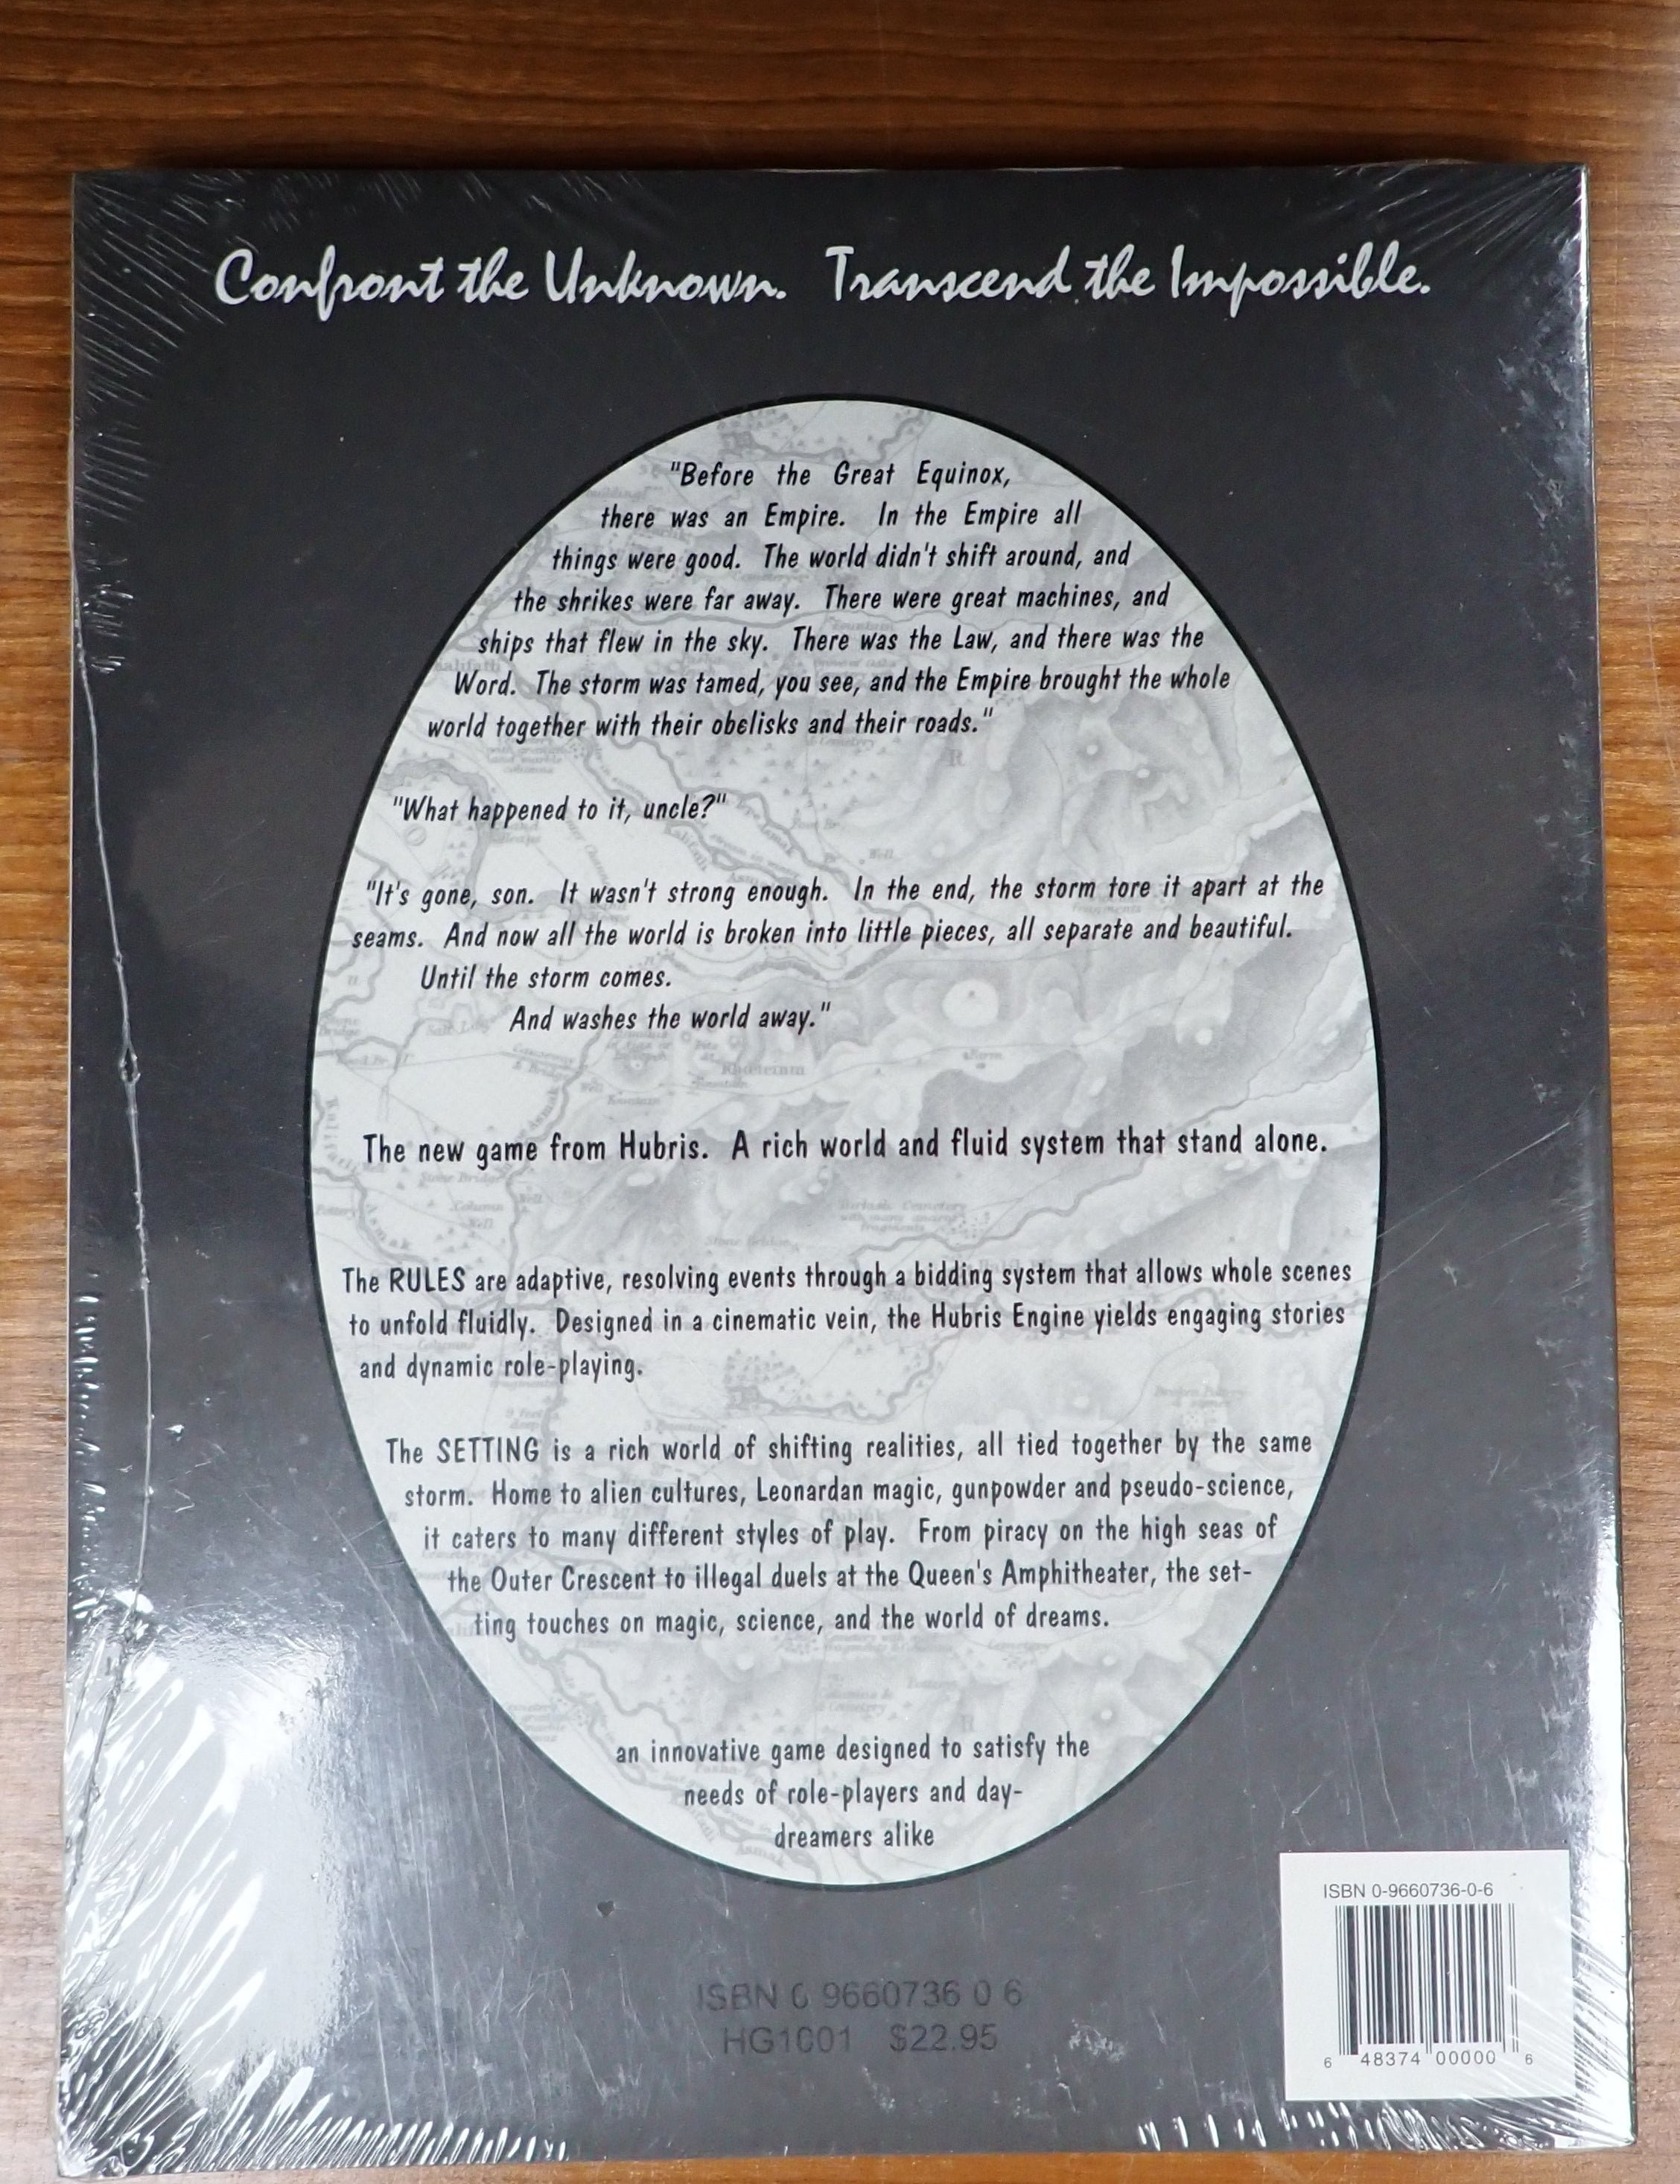 Confront the Unknown. Transcend the Impossible.
"Before the Great Equinox,
there was an Empire. In the Empire all
things were good. The world didn't shift around, and
the shrikes were far away. There were great machines, and
ships that flew in the sky. There was the Law, and there was the
Word. The storm was tamed, you see, and the Empire brought the whole
world together with their obelisks and their roads."
"What happened to it, uncle?"
"It's gone, son. It wasn't strong enough. In the end, the storm tore it apart at the
seams. And now all the world is broken into little pieces, all separate and beautiful.
Until the storm comes.
And washes the world away."
The new game from Hubris. A rich world and fluid system that stand alone.
The RULES are adaptive, resolving events through a bidding system that allows whole scenes
to unfold fluidly. Designed in a cinematic vein, the Hubris Engine yields engaging stories
and dynamic role-playing.
The SETTING is a rich world of shifting realities, all tied together by the same
storm. Home to alien cultures, Leonardan magic, gunpowder and pseudo-science,
it caters to many different styles of play. From piracy on the high seas of
the Outer Crescent to illegal duels at the Queen's Amphitheater, the set-
ting touches on magic, science, and the world of dreams.
an innovative game designed to satisfy the
needs of role-players and day-
dreamers alike
ISBN 0-9660736-0-6
6 48374 00000 6
ISBN 0 9660736 0 6
HG1001 $22.95